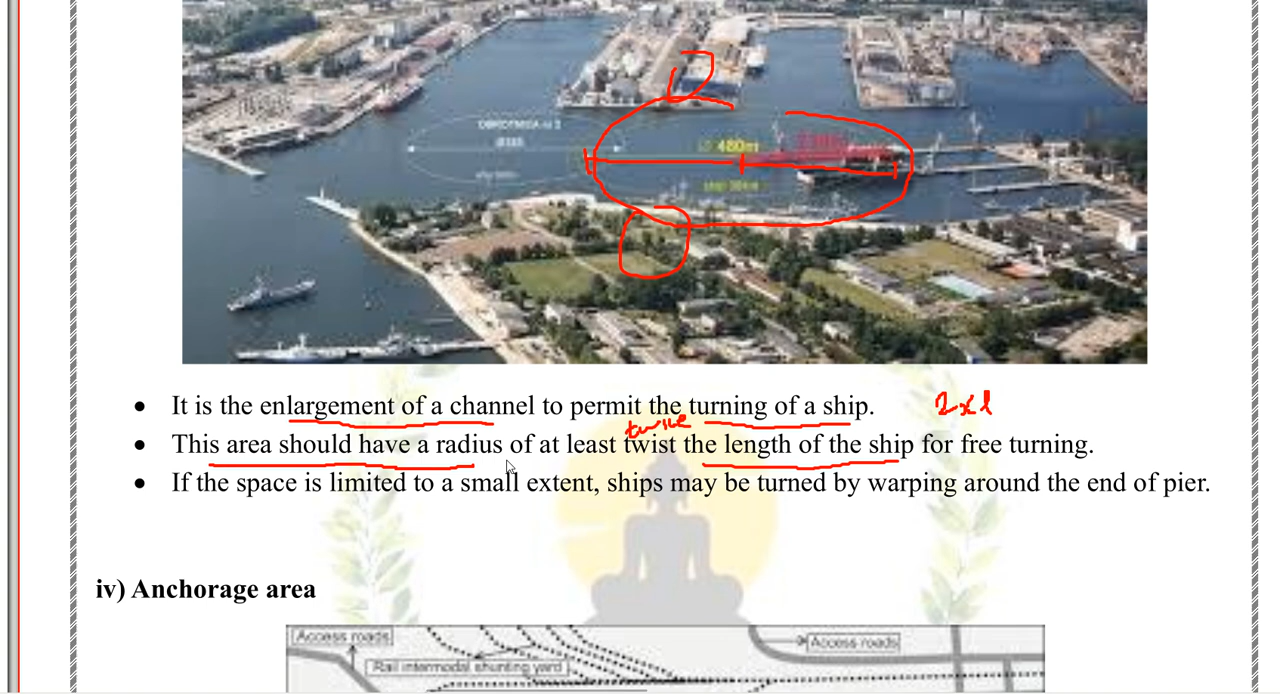 OBROTNICA nr 2
480m
• It is the enlargement of a channel to permit the turning of a ship. 2xl
twice
• This area should have a radius of at least twist the length of the ship for free turning.
• If the space is limited to a small extent, ships may be turned by warping around the end of pier.
iv) Anchorage area
Access roads
Access roads
Rail intermodal shunting yard